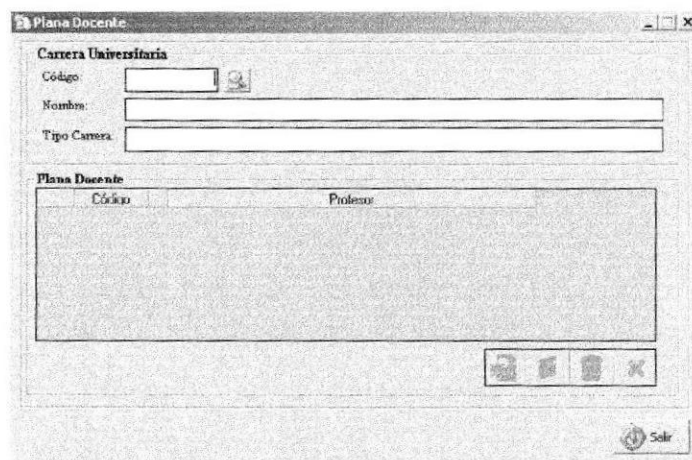 Plana Docente
Carrera Universitaria
Código:
Nombre:
Tipo Carrera
Plana Docente
Código Profesor
Salir